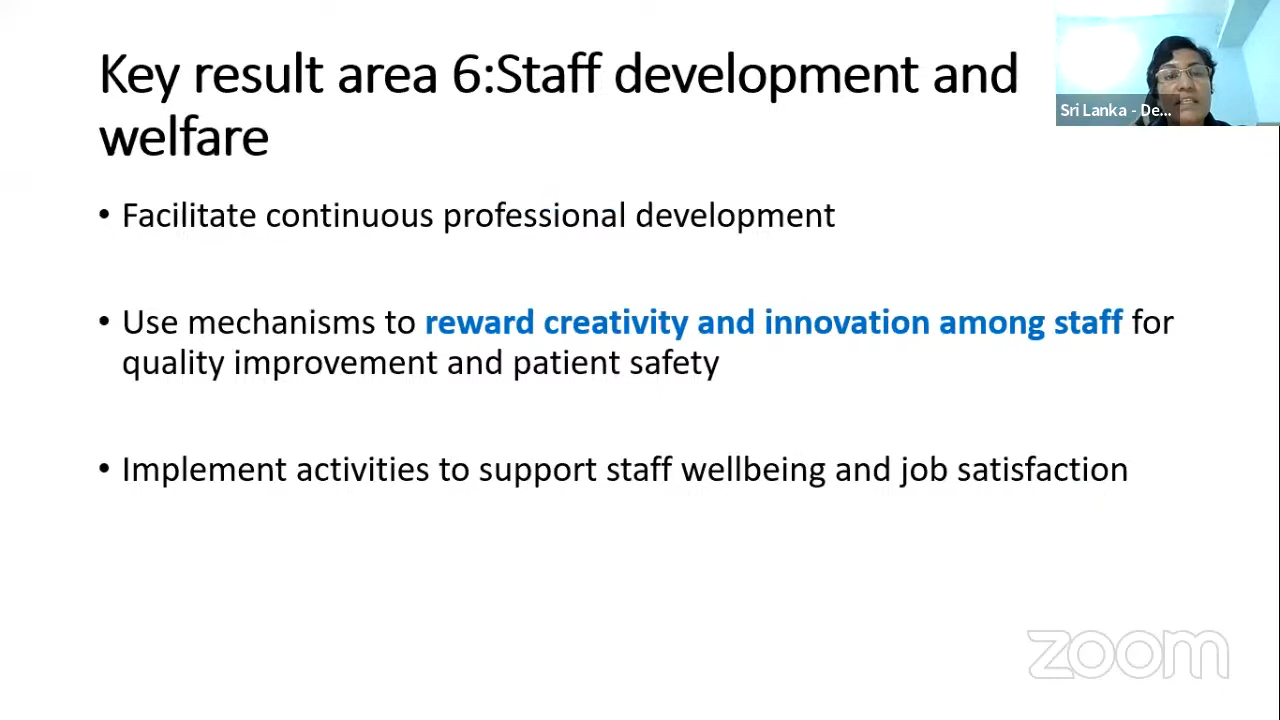 Key result area 6:Staff development and
welfare
Sri Lanka - De...
• Facilitate continuous professional development
• Use mechanisms to reward creativity and innovation among staff for
quality improvement and patient safety
• Implement activities to support staff wellbeing and job satisfaction
zoom